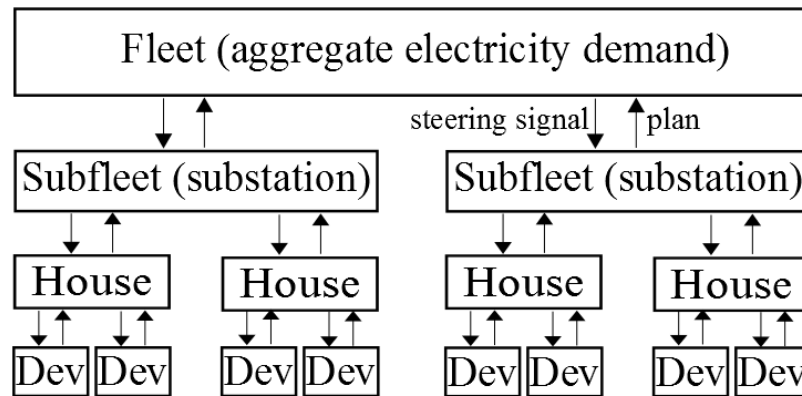 Fleet (aggregate electricity demand)
steering signal plan
Subfleet (substation) Subfleet (substation)
House House House House
Dev Dev Dev Dev Dev Dev Dev Dev